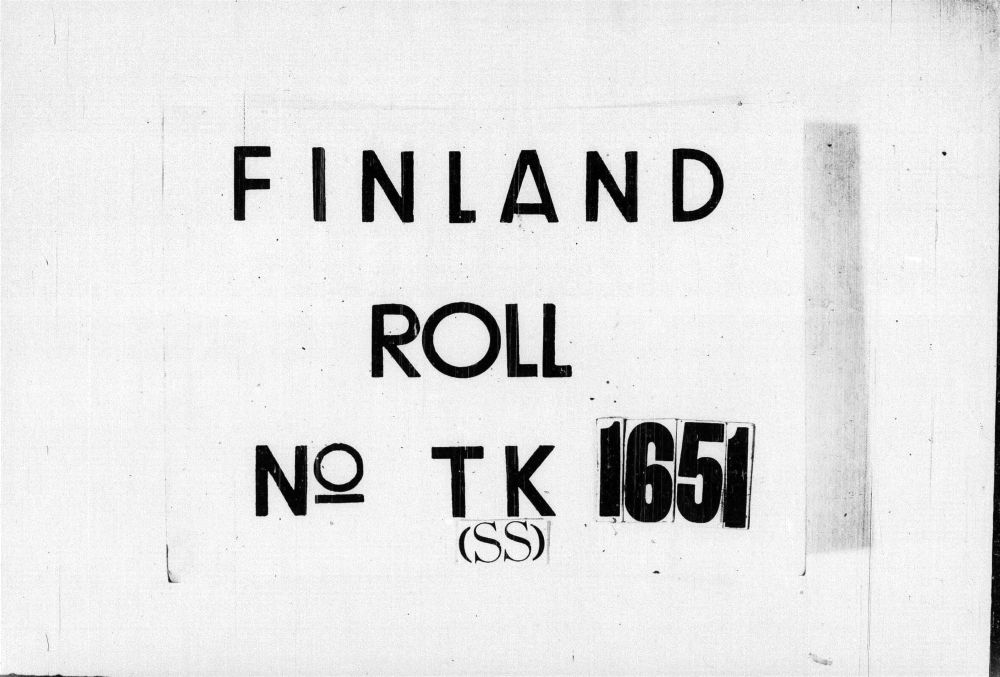 FINLAND
ROLL
Nº TK 1651
(SS)